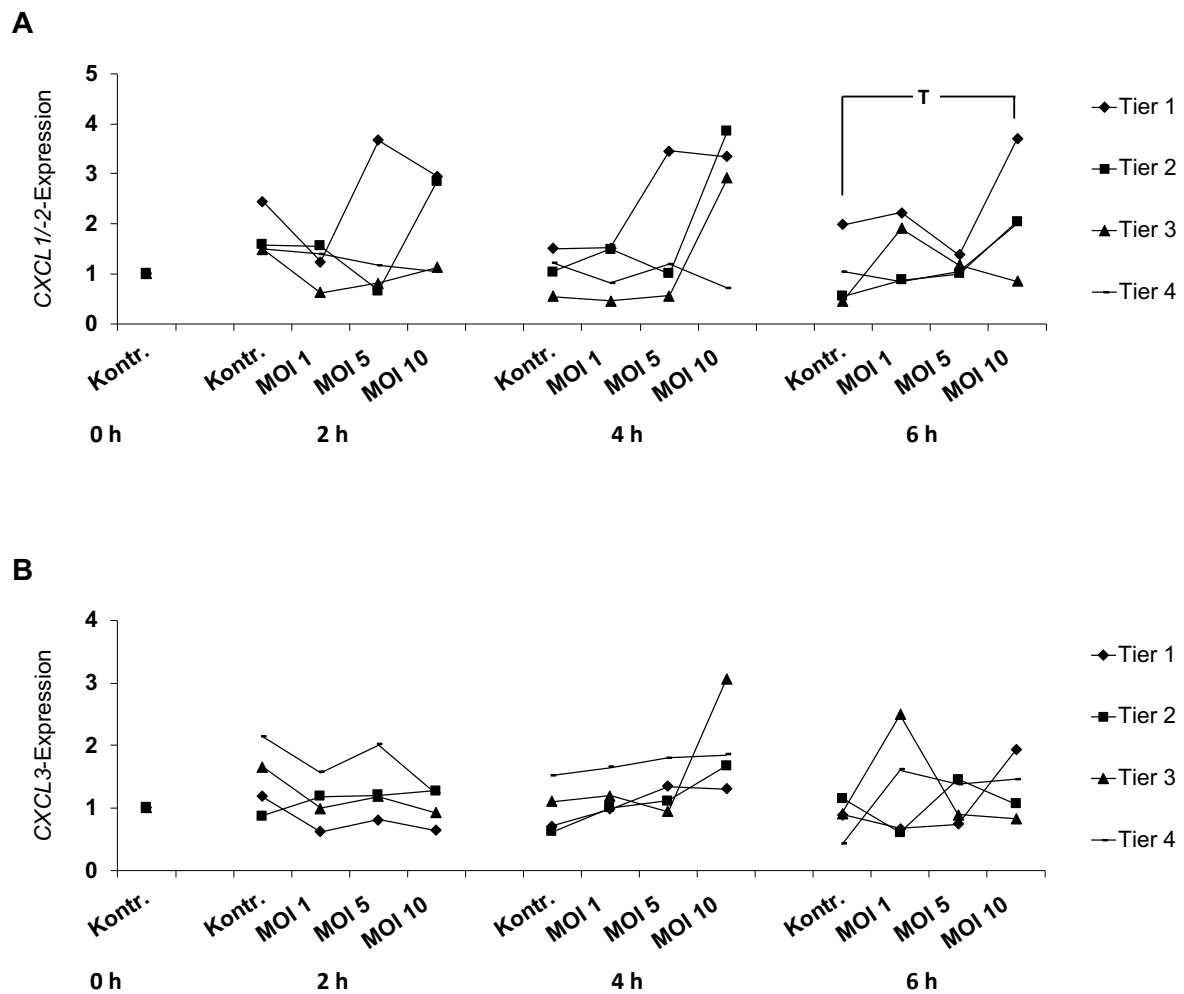 A
CXCL1/-2-Expression
5
4
3
2
1
0
T
Tier 1
Tier 2
Tier 3
Tier 4
Kontr. Kontr. MOI 1 MOI 5 MOI 10 Kontr. MOI 1 MOI 5 MOI 10 Kontr. MOI 1 MOI 5 MOI 10
0 h 2 h 4 h 6 h
B
CXCL3-Expression
4
3
2
1
0
Tier 1
Tier 2
Tier 3
Tier 4
Kontr. Kontr. MOI 1 MOI 5 MOI 10 Kontr. MOI 1 MOI 5 MOI 10 Kontr. MOI 1 MOI 5 MOI 10
0 h 2 h 4 h 6 h